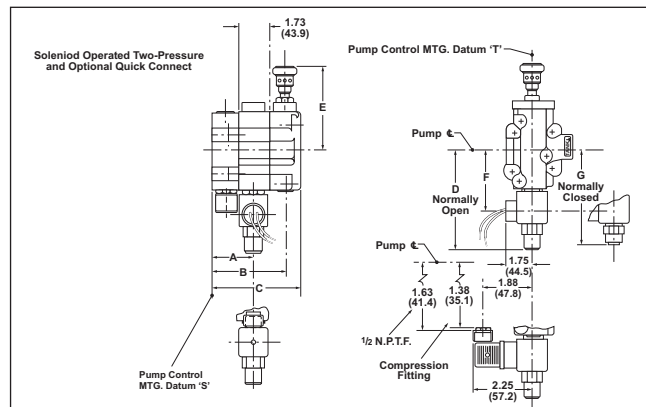 1.73
(43.9)
Soleniod Operated Two-Pressure
and Optional Quick Connect
E
A
B
C
Pump Control
MTG. Datum ‘S’
Pump Control MTG. Datum ‘T’
Pump ℄
D
Normally
Open
F
G
Normally
Closed
1.75
(44.5)
Pump ℄
1.63
(41.4)
1.38
(35.1)
1.88
(47.8)
1/2 N.P.T.F.
Compression
Fitting
2.25
(57.2)